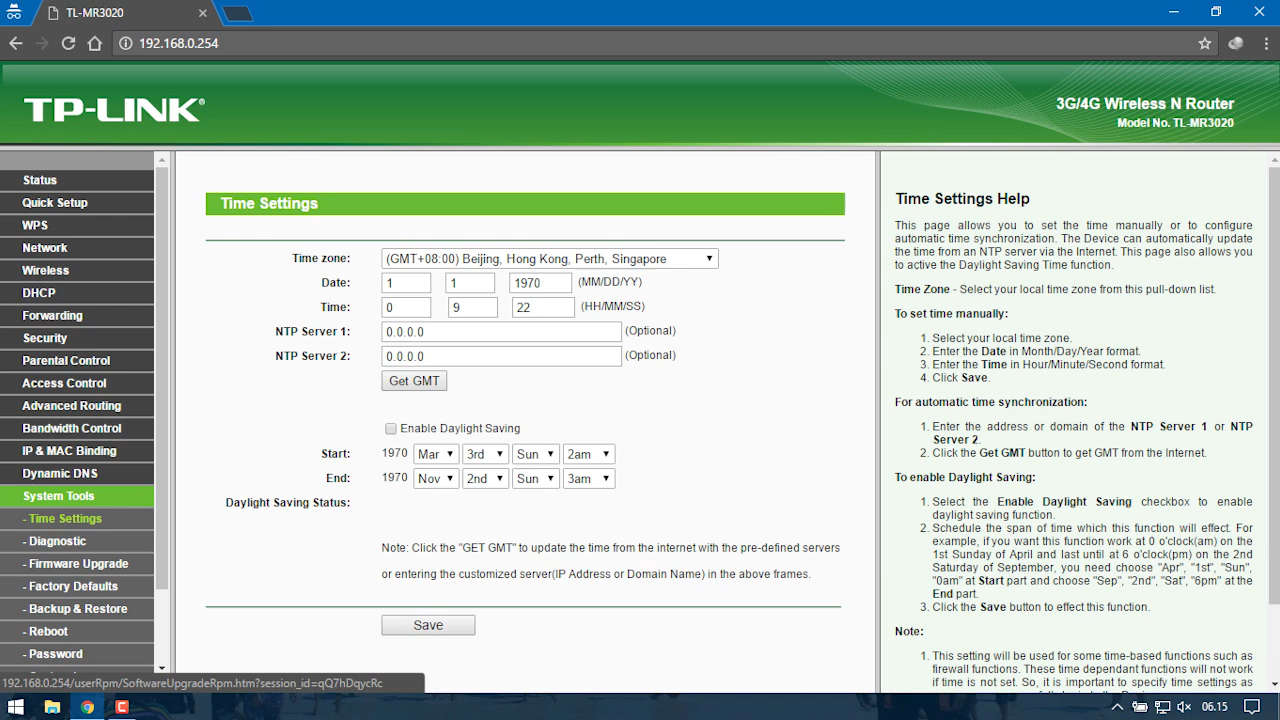 TL-MR3020
192.168.0.254
TP-LINK
3G/4G Wireless N Router
Model No. TL-MR3020
Status
Quick Setup
WPS
Network
Wireless
DHCP
Forwarding
Security
Parental Control
Access Control
Advanced Routing
Bandwidth Control
IP & MAC Binding
Dynamic DNS
System Tools
- Time Settings
- Diagnostic
- Firmware Upgrade
- Factory Defaults
- Backup & Restore
- Reboot
- Password
Time Settings
Time zone: (GMT+08:00) Beijing, Hong Kong, Perth, Singapore
Date: 1 1 1970 (MM/DD/YY)
Time: 0 9 22 (HH/MM/SS)
NTP Server 1: 0.0.0.0 (Optional)
NTP Server 2: 0.0.0.0 (Optional)
Get GMT
Enable Daylight Saving
Start: 1970 Mar 3rd Sun 2am
End: 1970 Nov 2nd Sun 3am
Daylight Saving Status:
Note: Click the "GET GMT" to update the time from the internet with the pre-defined servers
or entering the customized server(IP Address or Domain Name) in the above frames.
Save
Time Settings Help
This page allows you to set the time manually or to configure
automatic time synchronization. The Device can automatically update
the time from an NTP server via the Internet. This page also allows you
to active the Daylight Saving Time function.
Time Zone - Select your local time zone from this pull-down list.
To set time manually:
1. Select your local time zone.
2. Enter the Date in Month/Day/Year format.
3. Enter the Time in Hour/Minute/Second format.
4. Click Save.
For automatic time synchronization:
1. Enter the address or domain of the NTP Server 1 or NTP
Server 2.
2. Click the Get GMT button to get GMT from the Internet.
To enable Daylight Saving:
1. Select the Enable Daylight Saving checkbox to enable
daylight saving function.
2. Schedule the span of time which this function will effect. For
example, if you want this function work at 0 o'clock(am) on the
1st Sunday of April and last until at 6 o'clock(pm) on the 2nd
Saturday of September, you need choose "Apr", "1st", "Sun",
"0am" at Start part and choose "Sep", "2nd", "Sat", "6pm" at the
End part.
3. Click the Save button to effect this function.
Note:
1. This setting will be used for some time-based functions such as
firewall functions. These time dependant functions will not work
if time is not set. So, it is important to specify time settings as
192.168.0.254/userRpm/SoftwareUpgradeRpm.htm?session_id=qQ7hDqycRc
06.15